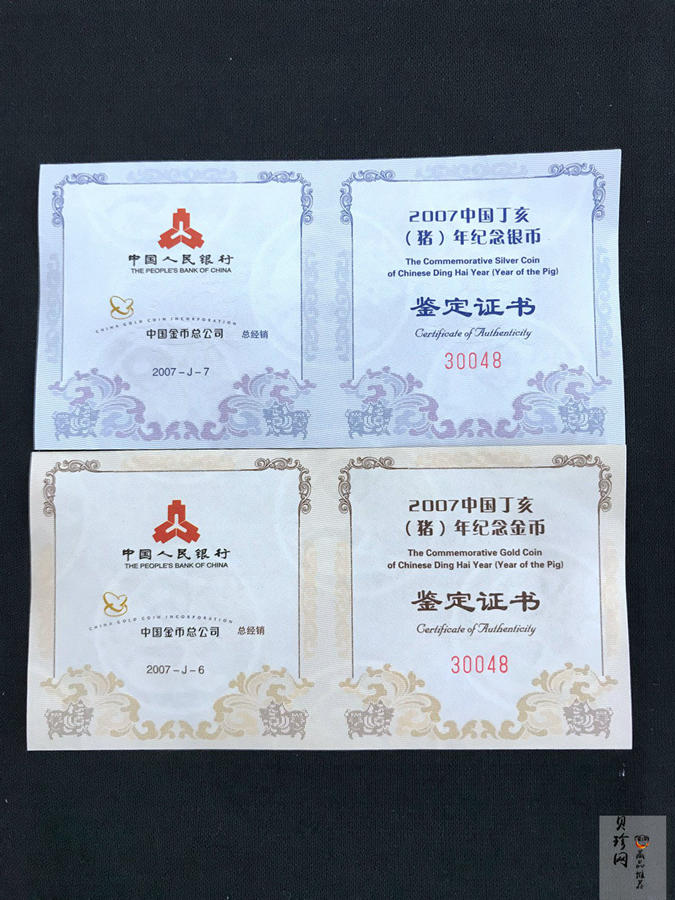 中国人民银行
THE PEOPLE'S BANK OF CHINA
CHINA GOLD COIN INCORPORATION
中国金币总公司 总经销
2007-J-7
2007中国丁亥
（猪）年纪念银币
The Commemorative Silver Coin
of Chinese Ding Hai Year (Year of the Pig)
鉴定证书
Certificate of Authenticity
30048
中国人民银行
THE PEOPLE'S BANK OF CHINA
CHINA GOLD COIN INCORPORATION
中国金币总公司 总经销
2007-J-6
2007中国丁亥
（猪）年纪念金币
The Commemorative Gold Coin
of Chinese Ding Hai Year (Year of the Pig)
鉴定证书
Certificate of Authenticity
30048
贝珍网
藏品推荐